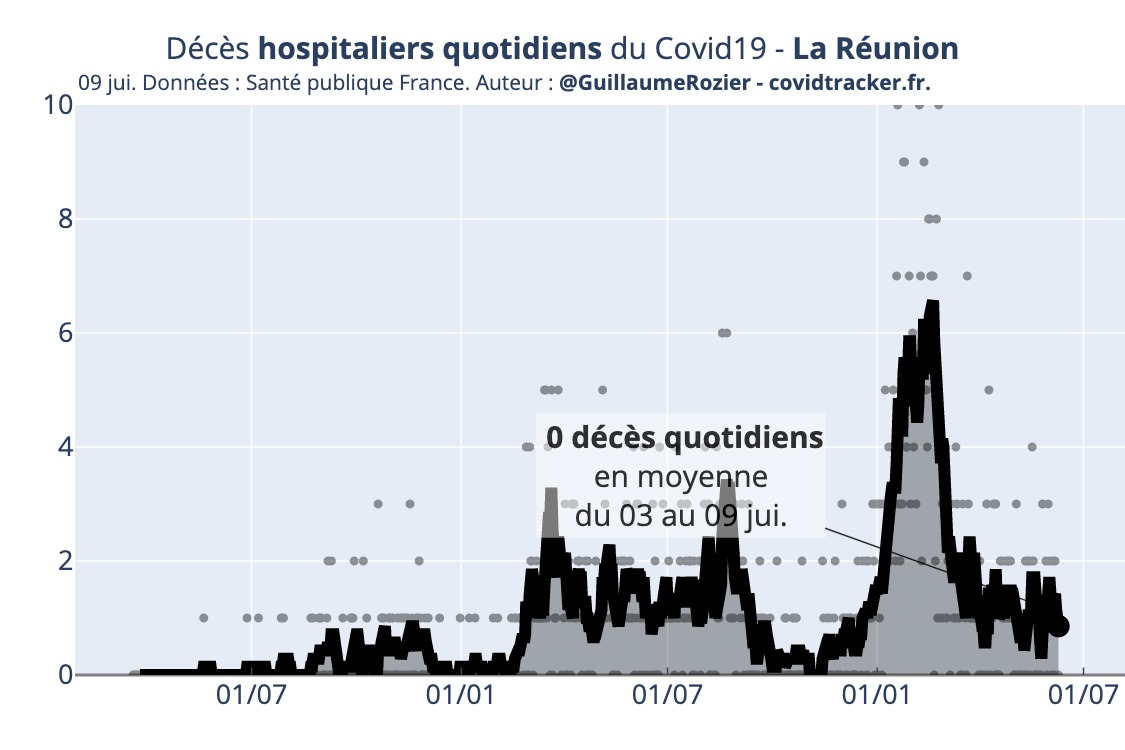 Décès hospitaliers quotidiens du Covid19 - La Réunion
09 jui. Données : Santé publique France. Auteur : @GuillaumeRozier - covidtracker.fr.
10
8
6
4
2
0
0 décès quotidiens
en moyenne
du 03 au 09 jui.
01/07 01/01 01/07 01/01 01/07